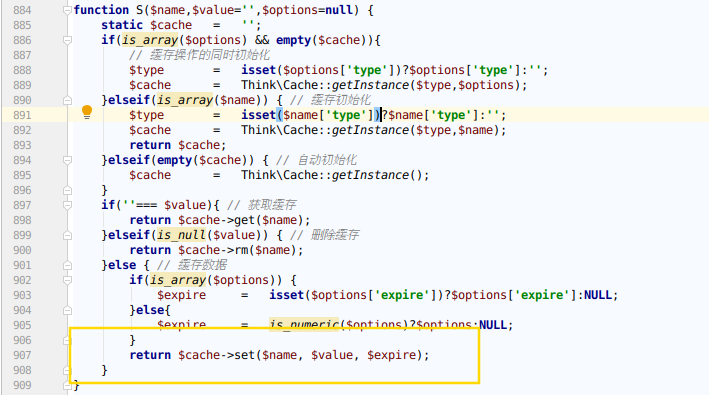 884 function S($name,$value='',$options=null) {
885 static $cache   =   '';
886 if(is_array($options) && empty($cache)){
887 // 缓存操作的同时初始化
888 $type       =   isset($options['type'])?$options['type']:'';
889 $cache      =   Think\Cache::getInstance($type,$options);
890 }elseif(is_array($name)) { // 缓存初始化
891 $type       =   isset($name['type'])?$name['type']:'';
892 $cache      =   Think\Cache::getInstance($type,$name);
893 return $cache;
894 }elseif(empty($cache)) { // 自动初始化
895 $cache      =   Think\Cache::getInstance();
896 }
897 if(''=== $value){ // 获取缓存
898 return $cache->get($name);
899 }elseif(is_null($value)) { // 删除缓存
900 return $cache->rm($name);
901 }else { // 缓存数据
902 if(is_array($options)) {
903 $expire     =   isset($options['expire'])?$options['expire']:NULL;
904 }else{
905 $expire     =   is_numeric($options)?$options:NULL;
906 }
907 return $cache->set($name, $value, $expire);
908 }
909 }